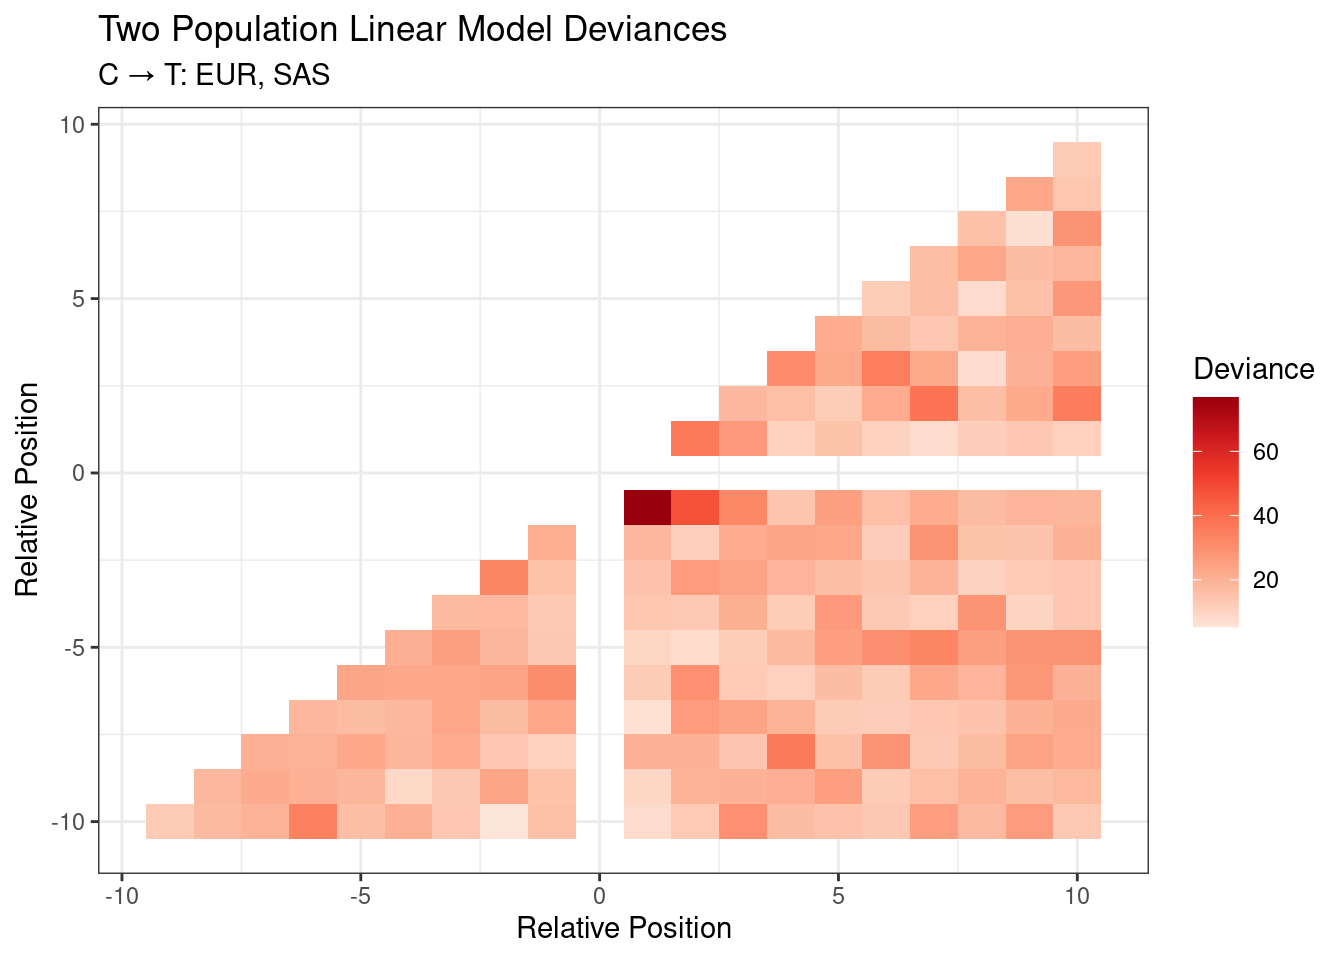 Two Population Linear Model Deviances
C → T: EUR, SAS
10
5
0
-5
-10
Relative Position
-10
-5
0
5
10
Relative Position
Deviance
60
40
20